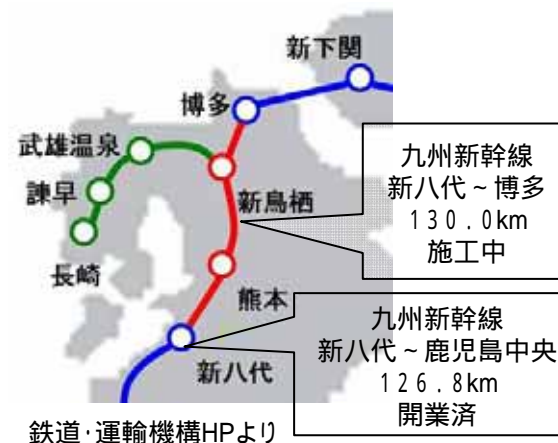 新下関
博多
武雄温泉
諫早
新鳥栖
長崎
熊本
新八代
九州新幹線
新八代~博多
130.0km
施工中
九州新幹線
新八代~鹿児島中央
126.8km
開業済
鉄道・運輸機構HPより